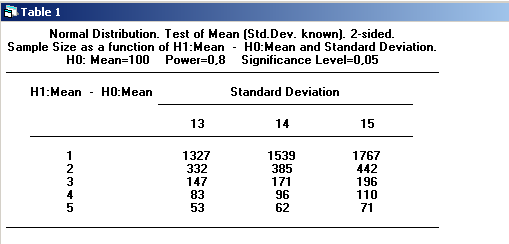 Table 1
Normal Distribution. Test of Mean (Std.Dev. known). 2-sided.
Sample Size as a function of H1:Mean - H0:Mean and Standard Deviation.
H0: Mean=100 Power=0,8 Significance Level=0,05
H1:Mean - H0:Mean Standard Deviation
13 14 15
1 1327 1539 1767
2 332 385 442
3 147 171 196
4 83 96 110
5 53 62 71